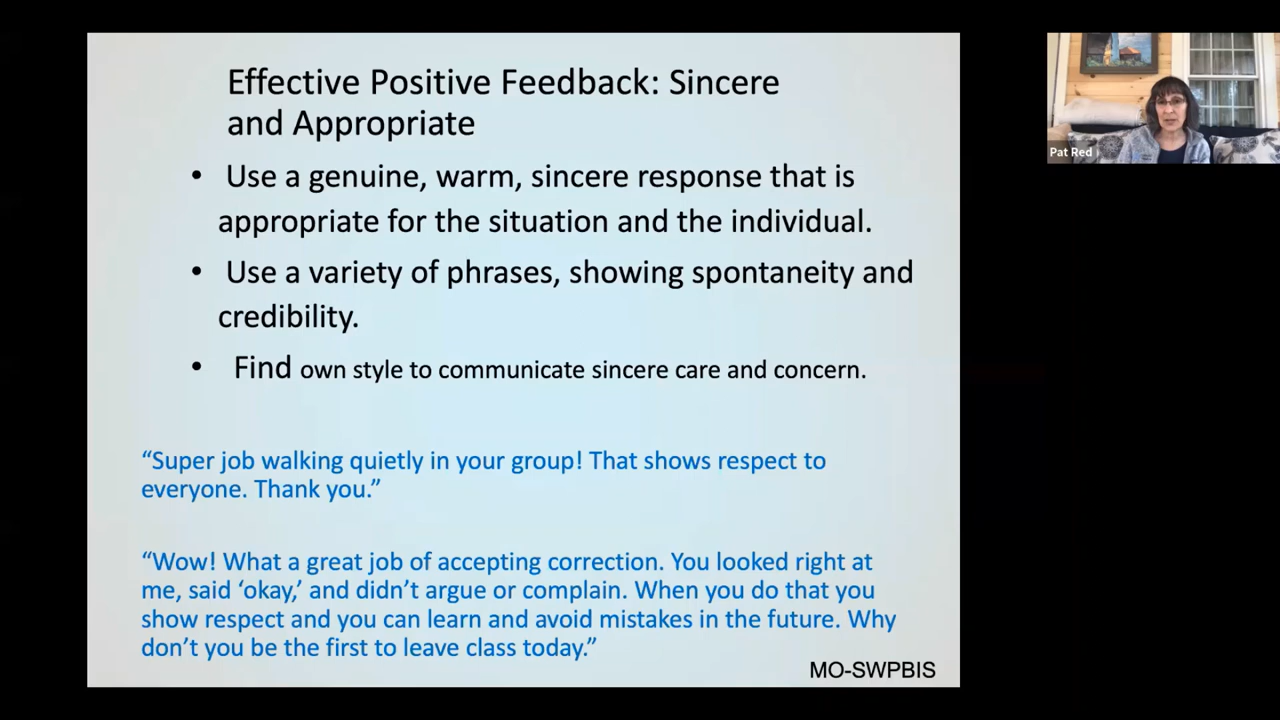 Effective Positive Feedback: Sincere
and Appropriate
• Use a genuine, warm, sincere response that is
appropriate for the situation and the individual.
• Use a variety of phrases, showing spontaneity and
credibility.
• Find own style to communicate sincere care and concern.
“Super job walking quietly in your group! That shows respect to
everyone. Thank you.”
“Wow! What a great job of accepting correction. You looked right at
me, said ‘okay,’ and didn’t argue or complain. When you do that you
show respect and you can learn and avoid mistakes in the future. Why
don’t you be the first to leave class today.”
MO-SWPBIS
Pat Red